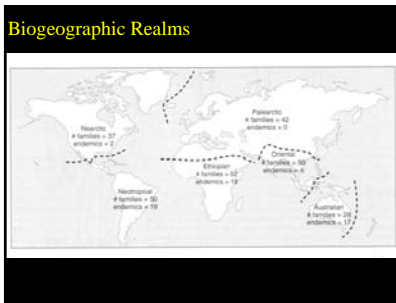 Biogeographic Realms
Palearctic
# families = 42
endemics = 0
Nearctic
# families = 37
endemics = 2
Oriental
# families = 50
endemics = 4
Ethiopian
# families = 52
endemics = 18
Neotropical
# families = 50
endemics = 19
Australian
# families = 28
endemics = 17